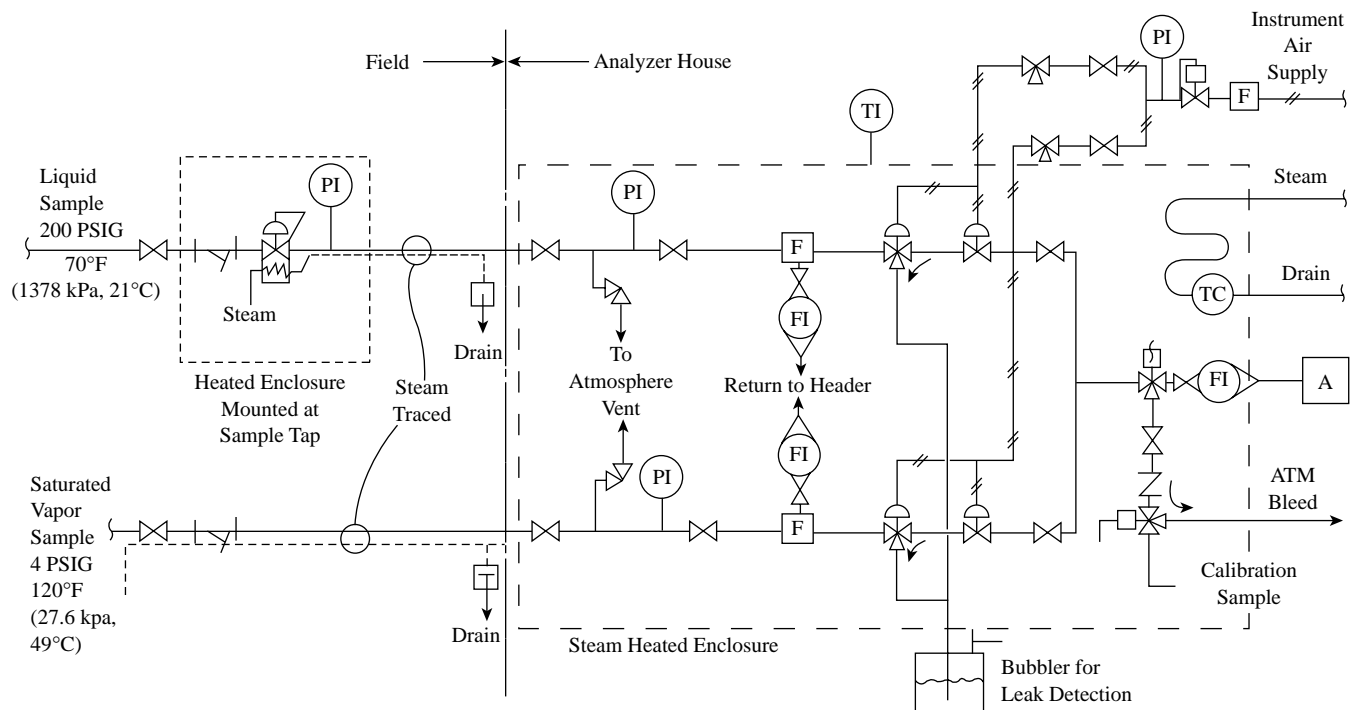 Field
Analyzer House
PI
Instrument
Air
Supply
F
TI
Liquid
Sample
200 PSIG
70°F
(1378 kPa, 21°C)
PI
Steam
Heated Enclosure
Mounted at
Sample Tap
Drain
Steam
Traced
PI
To
Atmosphere
Vent
F
FI
Return to Header
FI
F
PI
Steam
Drain
TC
FI
A
ATM
Bleed
Calibration
Sample
Saturated
Vapor
Sample
4 PSIG
120°F
(27.6 kpa,
49°C)
Drain
Steam Heated Enclosure
Bubbler for
Leak Detection